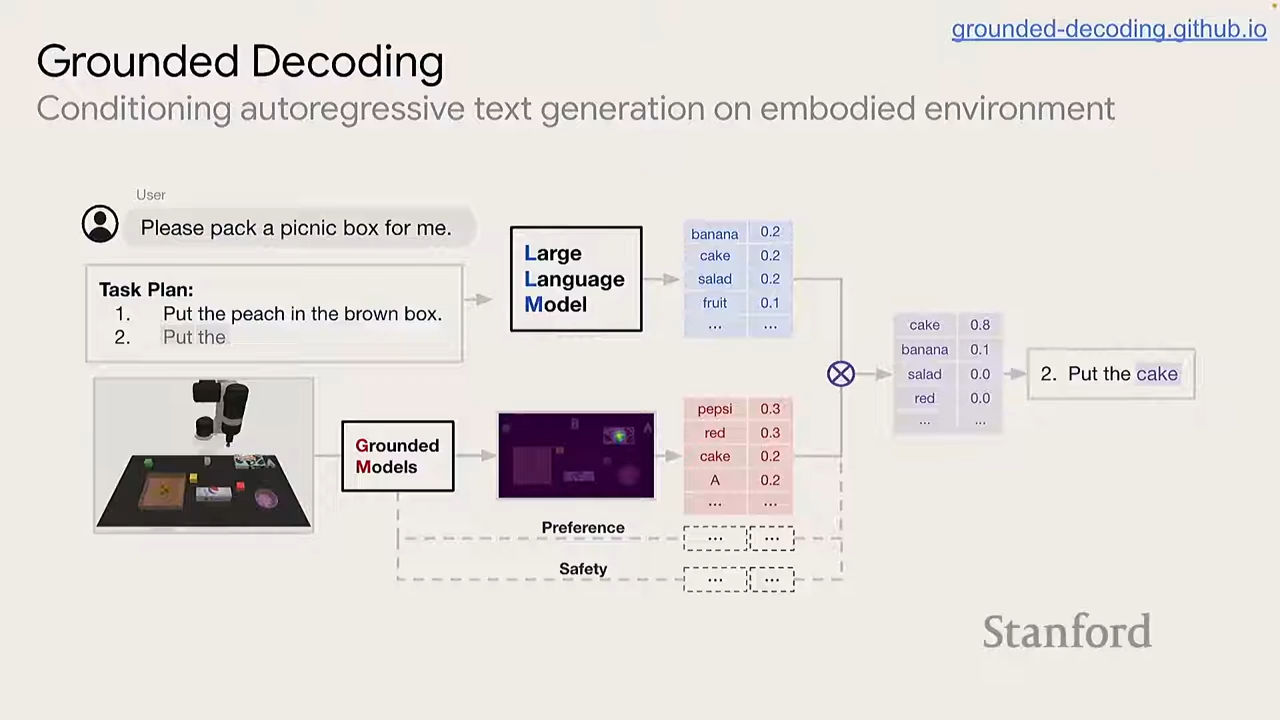 grounded-decoding.github.io
Grounded Decoding
Conditioning autoregressive text generation on embodied environment
User
Please pack a picnic box for me.
Task Plan:
1. Put the peach in the brown box.
2. Put the
Large
Language
Model
banana 0.2
cake 0.2
salad 0.2
fruit 0.1
... ...
Grounded
Models
pepsi 0.3
red 0.3
cake 0.2
A 0.2
... ...
Preference
... ...
Safety
... ...
cake 0.8
banana 0.1
salad 0.0
red 0.0
... ...
2. Put the cake
Stanford